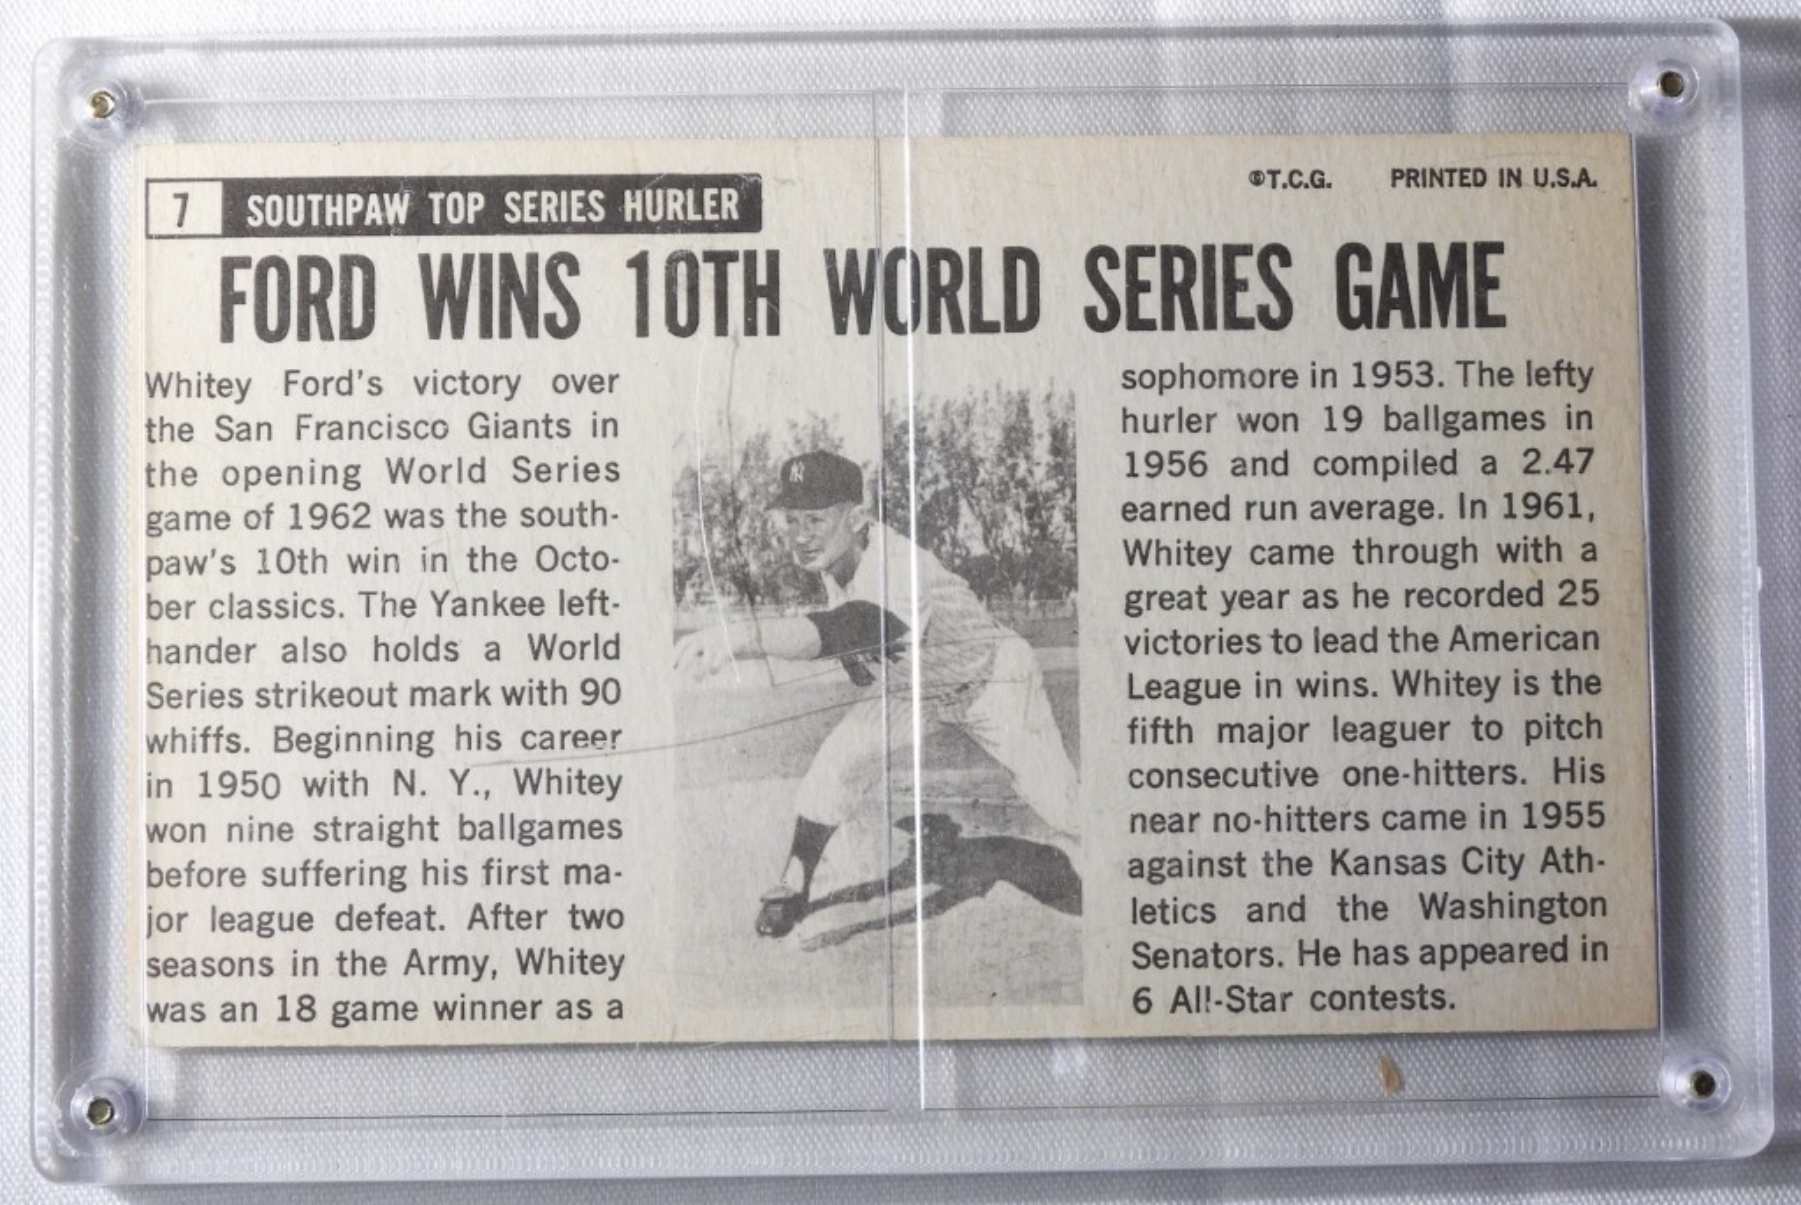 7 SOUTHPAW TOP SERIES HURLER
©T.C.G. PRINTED IN U.S.A.
FORD WINS 10TH WORLD SERIES GAME
Whitey Ford's victory over
the San Francisco Giants in
the opening World Series
game of 1962 was the south-
paw's 10th win in the Octo-
ber classics. The Yankee left-
hander also holds a World
Series strikeout mark with 90
whiffs. Beginning his career
in 1950 with N. Y., Whitey
won nine straight ballgames
before suffering his first ma-
jor league defeat. After two
seasons in the Army, Whitey
was an 18 game winner as a
NY
sophomore in 1953. The lefty
hurler won 19 ballgames in
1956 and compiled a 2.47
earned run average. In 1961,
Whitey came through with a
great year as he recorded 25
victories to lead the American
League in wins. Whitey is the
fifth major leaguer to pitch
consecutive one-hitters. His
near no-hitters came in 1955
against the Kansas City Ath-
letics and the Washington
Senators. He has appeared in
6 All-Star contests.